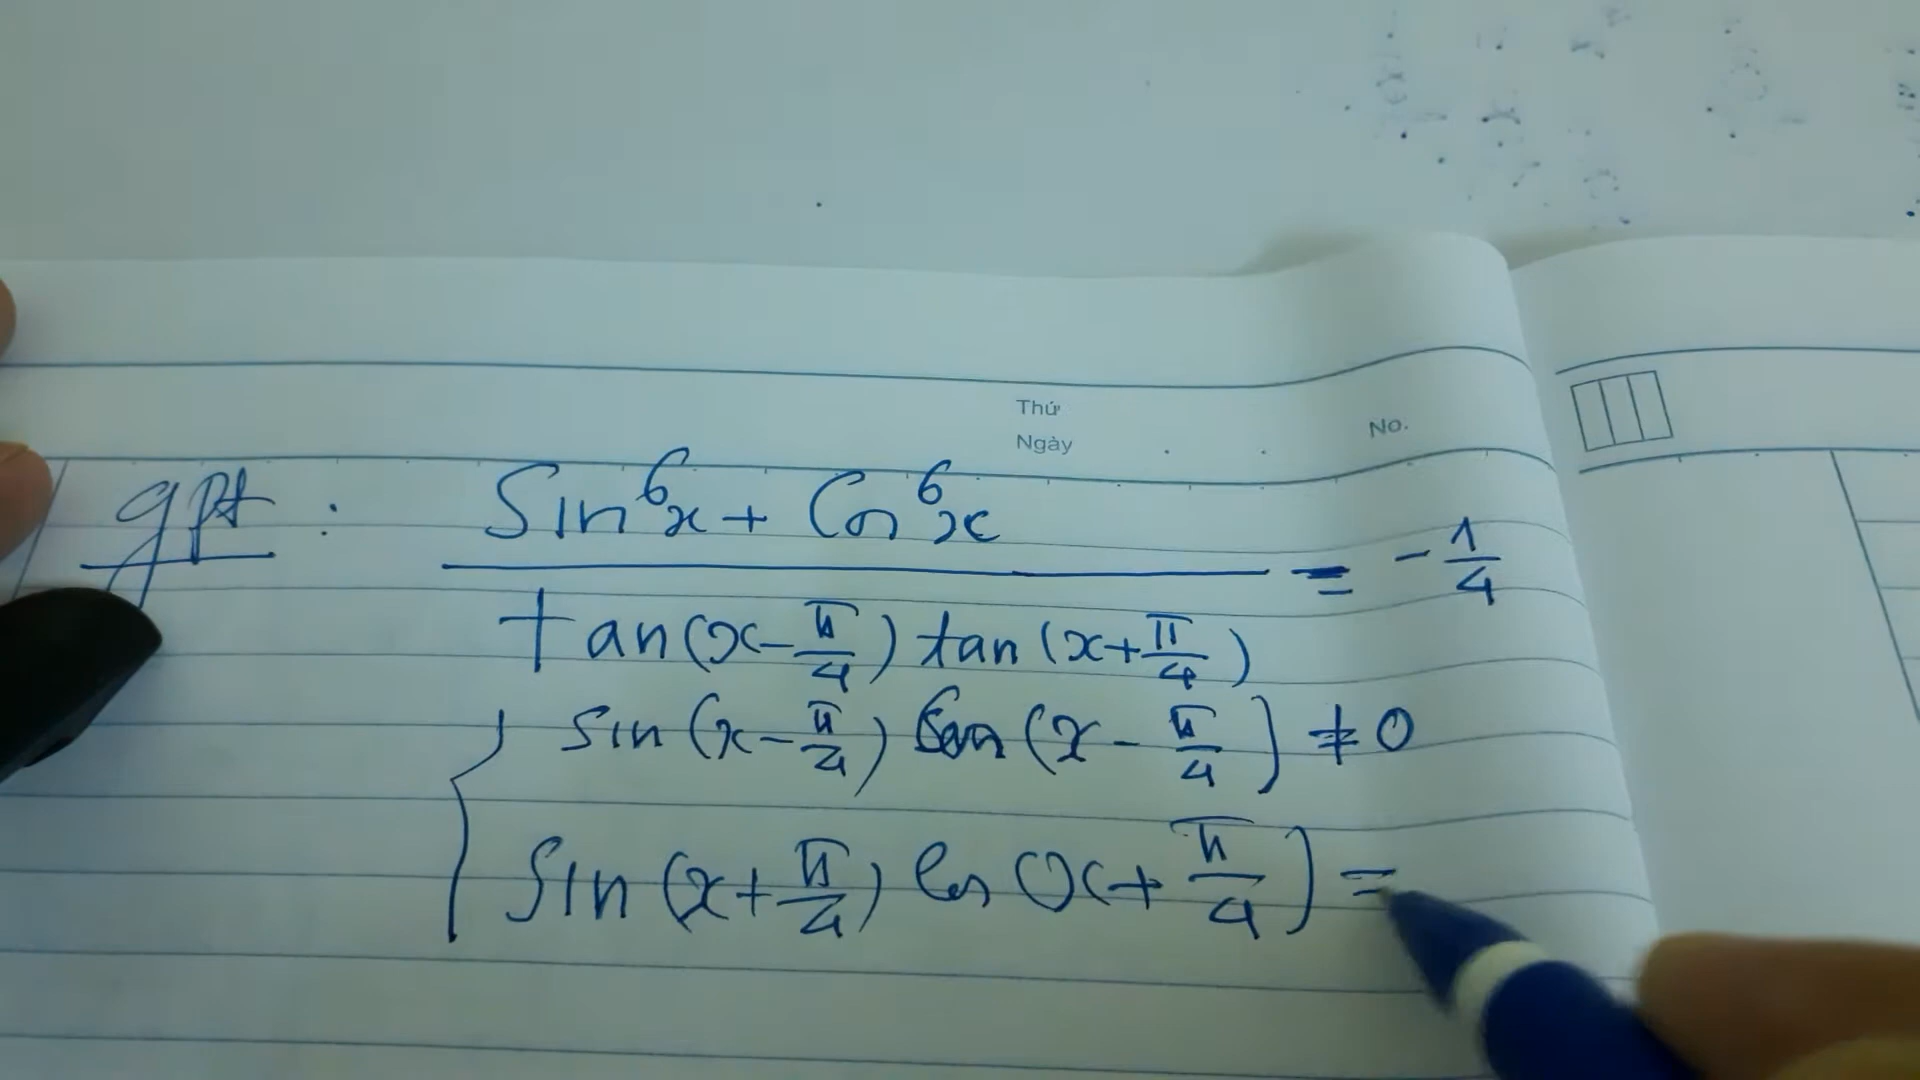 Thứ
Ngày . . No.
gpt : sin⁶x + cos⁶x / tan(x - π/4) tan(x + π/4) = - 1/4
sin(x - π/4) cos(x - π/4) ≠ 0
sin(x + π/4) cos(x + π/4) =